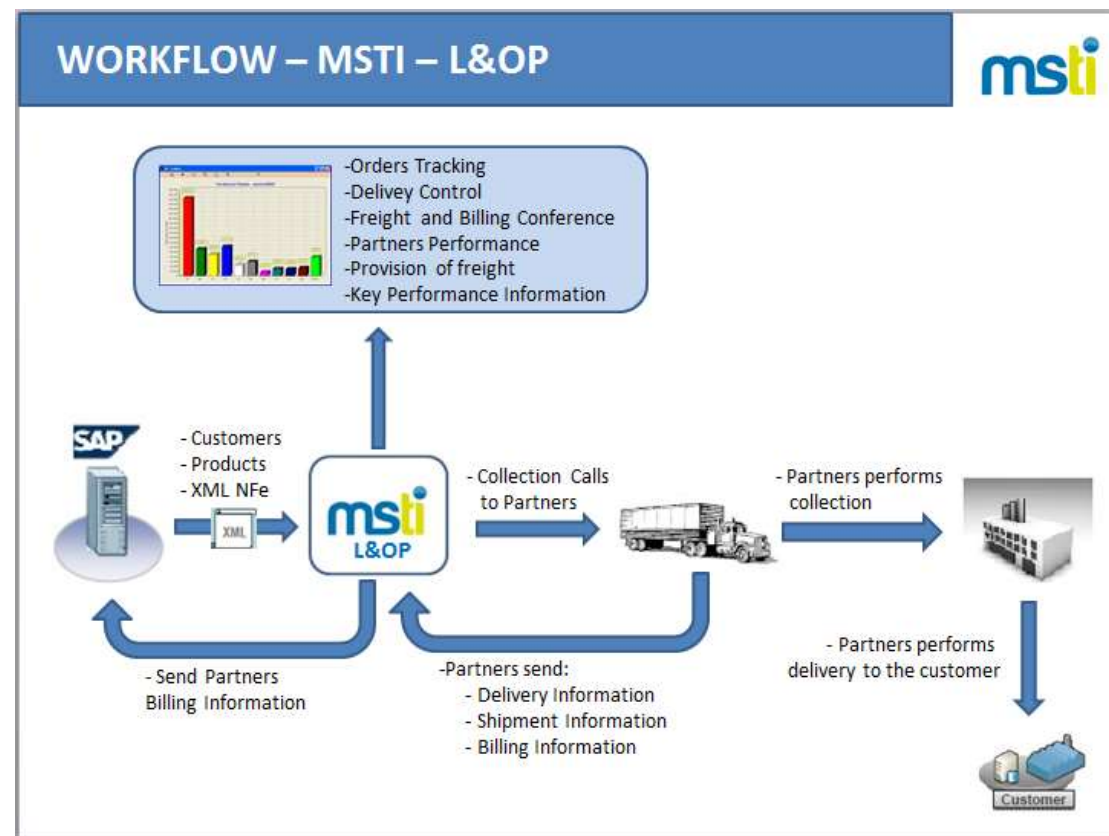 WORKFLOW – MSTI – L&OP
msti
-Orders Tracking
-Delivey Control
-Freight and Billing Conference
-Partners Performance
-Provision of freight
-Key Performance Information
SAP
- Customers
- Products
- XML NFe
XML
msti
L&OP
- Collection Calls
to Partners
- Partners performs
collection
- Send Partners
Billing Information
-Partners send:
- Delivery Information
- Shipment Information
- Billing Information
- Partners performs
delivery to the customer
Customer